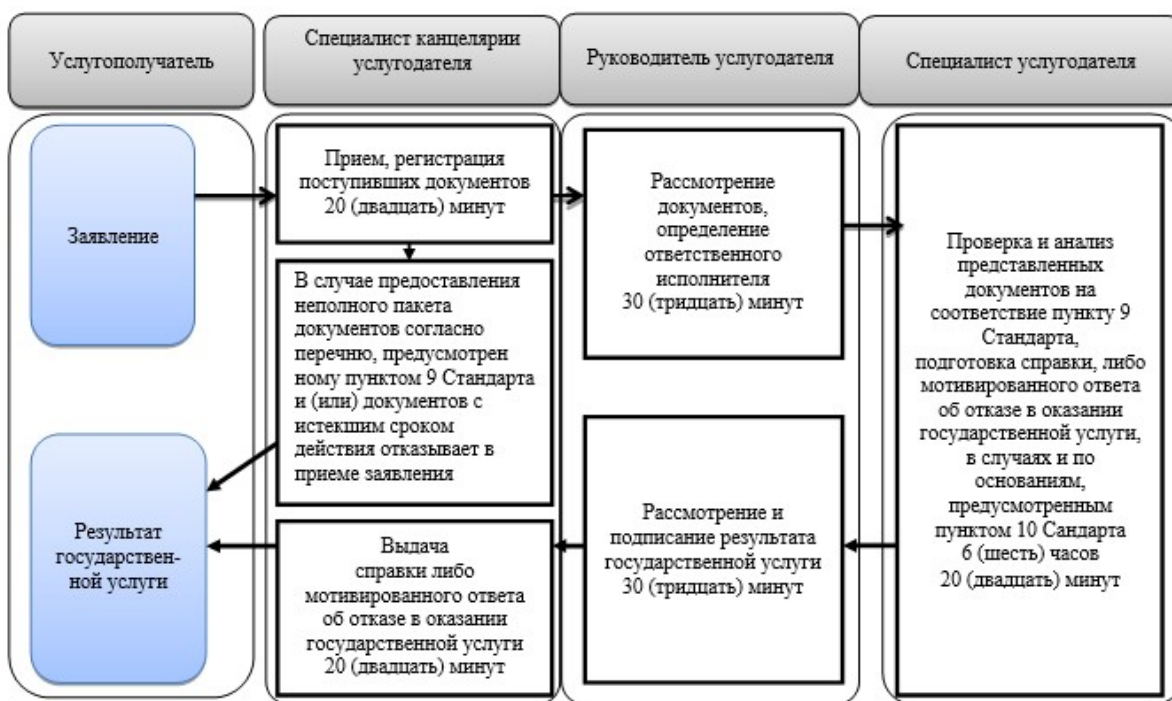 Услугополучатель
Специалист канцелярии
услугодателя
Руководитель услугодателя
Специалист услугодателя
Заявление
Прием, регистрация
поступивших документов
20 (двадцать) минут
Рассмотрение
документов,
определение
ответственного
исполнителя
30 (тридцать) минут
Проверка и анализ
представленных
документов на
соответствие пункту 9
Стандарта,
подготовка справки, либо
мотивированного ответа
об отказе в оказании
государственной услуги,
в случаях и по
основаниям,
предусмотренным
пунктом 10 Сандарта
6 (шесть) часов
20 (двадцать) минут
В случае предоставления
неполного пакета
документов согласно
перечню, предусмотрен
ному пунктом 9 Стандарта
и (или) документов с
истекшим сроком
действия отказывает в
приеме заявления
Рассмотрение и
подписание результата
государственной услуги
30 (тридцать) минут
Выдача
справки либо
мотивированного ответа
об отказе в оказании
государственной услуги
20 (двадцать) минут
Результат
государствен-
ной услуги